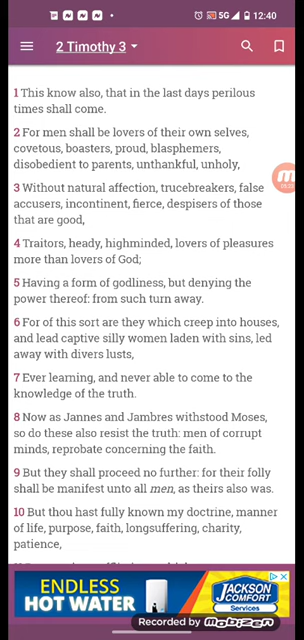 5G 12:40
2 Timothy 3
1 This know also, that in the last days perilous
times shall come.
2 For men shall be lovers of their own selves,
covetous, boasters, proud, blasphemers,
disobedient to parents, unthankful, unholy,
3 Without natural affection, trucebreakers, false
accusers, incontinent, fierce, despisers of those
that are good,
4 Traitors, heady, highminded, lovers of pleasures
more than lovers of God;
5 Having a form of godliness, but denying the
power thereof: from such turn away.
6 For of this sort are they which creep into houses,
and lead captive silly women laden with sins, led
away with divers lusts,
7 Ever learning, and never able to come to the
knowledge of the truth.
8 Now as Jannes and Jambres withstood Moses,
so do these also resist the truth: men of corrupt
minds, reprobate concerning the faith.
9 But they shall proceed no further: for their folly
shall be manifest unto all men, as theirs also was.
10 But thou hast fully known my doctrine, manner
of life, purpose, faith, longsuffering, charity,
patience,
ENDLESS
HOT WATER
JACKSON
COMFORT
Services
Recorded by mobizen